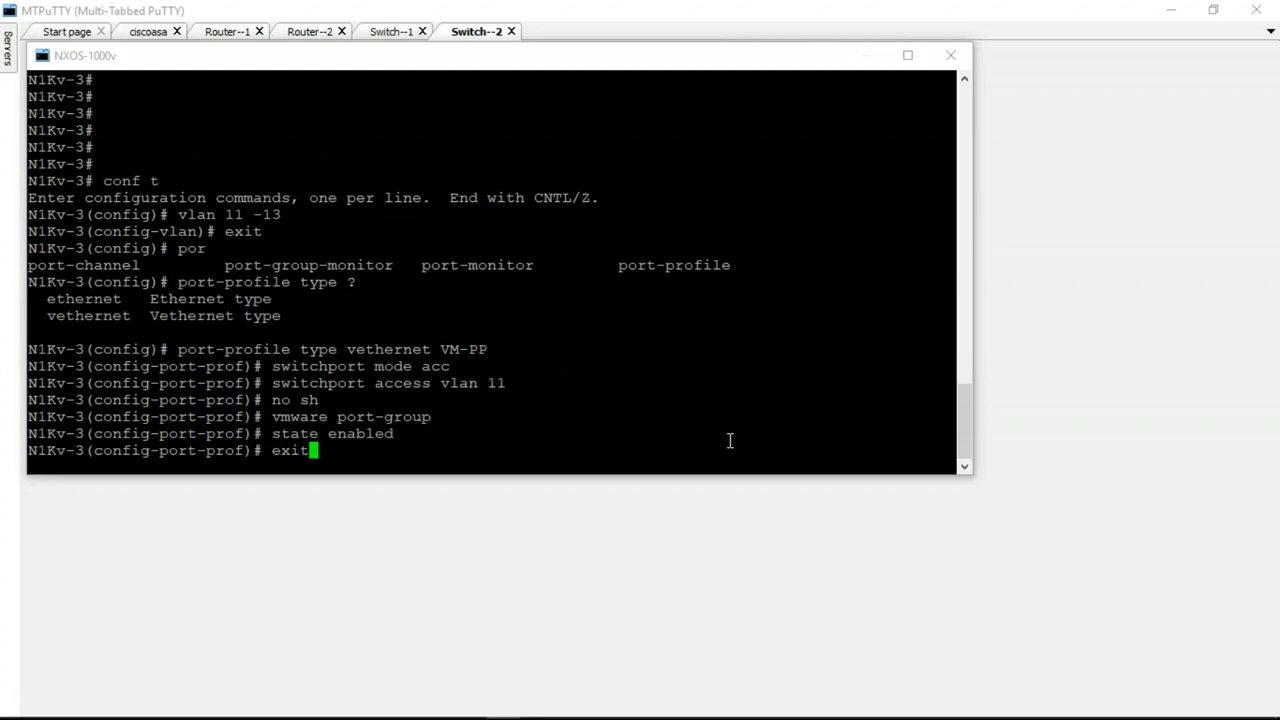 MTPuTTY (Multi-Tabbed PuTTY)
Servers
Start page ciscoasa Router--1 Router--2 Switch--1 Switch--2
NXOS-1000v
N1Kv-3#
N1Kv-3#
N1Kv-3#
N1Kv-3#
N1Kv-3#
N1Kv-3#
N1Kv-3# conf t
Enter configuration commands, one per line.  End with CNTL/Z.
N1Kv-3(config)# vlan 11 -13
N1Kv-3(config-vlan)# exit
N1Kv-3(config)# por
port-channel         port-group-monitor   port-monitor         port-profile
N1Kv-3(config)# port-profile type ?
  ethernet   Ethernet type
  vethernet  Vethernet type
N1Kv-3(config)# port-profile type vethernet VM-PP
N1Kv-3(config-port-prof)# switchport mode acc
N1Kv-3(config-port-prof)# switchport access vlan 11
N1Kv-3(config-port-prof)# no sh
N1Kv-3(config-port-prof)# vmware port-group
N1Kv-3(config-port-prof)# state enabled
N1Kv-3(config-port-prof)# exit